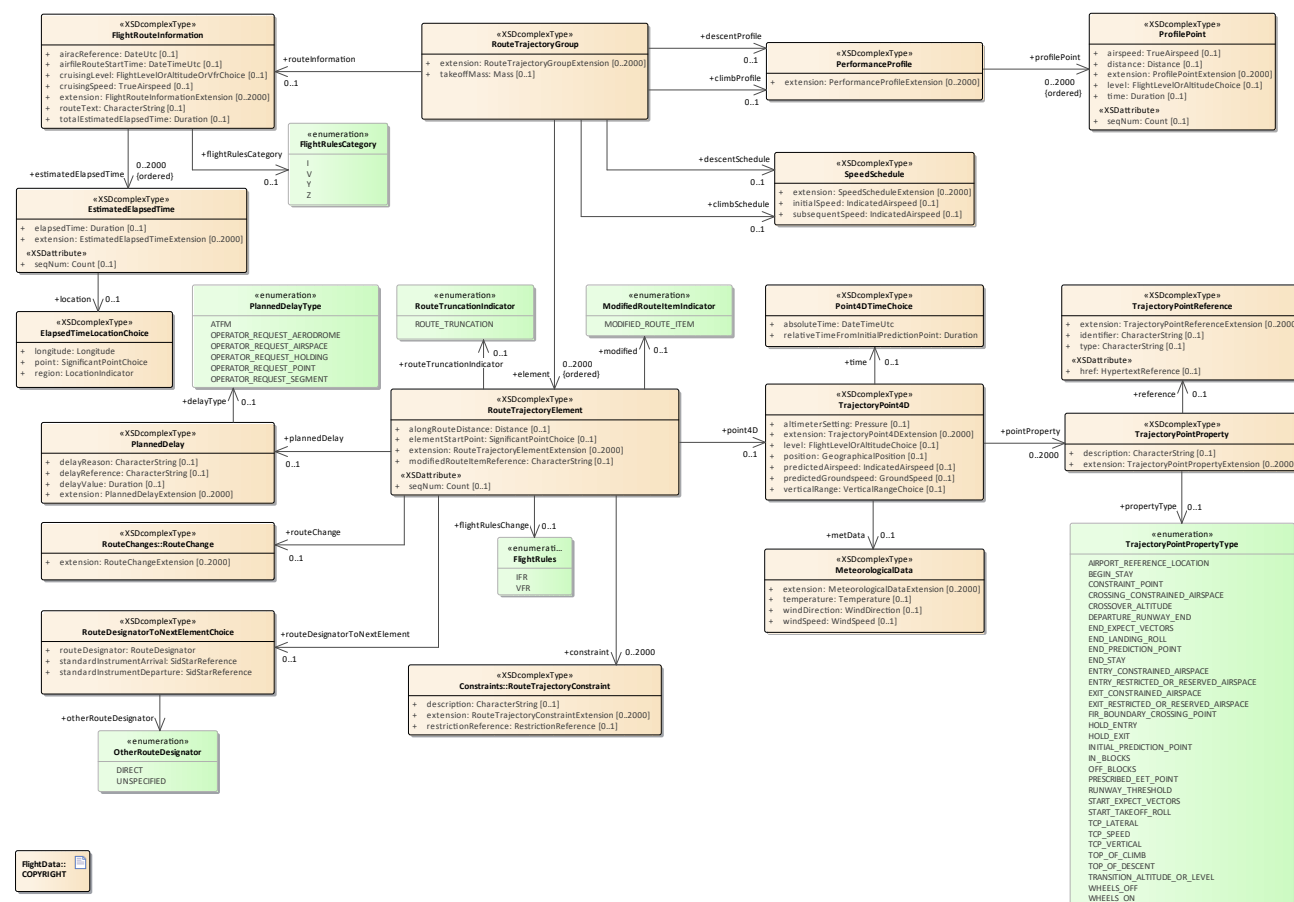 «XSDcomplexType»
FlightRouteInformation
+ airacReference: DateUtc [0..1]
+ airfileRouteStartTime: DateTimeUtc [0..1]
+ cruisingLevel: FlightLevelOrAltitudeOrVfrChoice [0..1]
+ cruisingSpeed: TrueAirspeed [0..1]
+ extension: FlightRouteInformationExtension [0..2000]
+ routeText: CharacterString [0..1]
+ totalEstimatedElapsedTime: Duration [0..1]
+routeInformation
0..1
«XSDcomplexType»
RouteTrajectoryGroup
+ extension: RouteTrajectoryGroupExtension [0..2000]
+ takeoffMass: Mass [0..1]
+descentProfile
0..1
+climbProfile
0..1
«XSDcomplexType»
PerformanceProfile
+ extension: PerformanceProfileExtension [0..2000]
+profilePoint
0..2000
{ordered}
«XSDcomplexType»
ProfilePoint
+ airspeed: TrueAirspeed [0..1]
+ distance: Distance [0..1]
+ extension: ProfilePointExtension [0..2000]
+ level: FlightLevelOrAltitudeChoice [0..1]
+ time: Duration [0..1]
«XSDattribute»
+ seqNum: Count [0..1]
+flightRulesCategory
0..1
«enumeration»
FlightRulesCategory
I
V
Y
Z
+estimatedElapsedTime
0..2000
{ordered}
+descentSchedule
0..1
+climbSchedule
0..1
«XSDcomplexType»
SpeedSchedule
+ extension: SpeedScheduleExtension [0..2000]
+ initialSpeed: IndicatedAirspeed [0..1]
+ subsequentSpeed: IndicatedAirspeed [0..1]
«XSDcomplexType»
EstimatedElapsedTime
+ elapsedTime: Duration [0..1]
+ extension: EstimatedElapsedTimeExtension [0..2000]
«XSDattribute»
+ seqNum: Count [0..1]
+location
0..1
«XSDcomplexType»
ElapsedTimeLocationChoice
+ longitude: Longitude
+ point: SignificantPointChoice
+ region: LocationIndicator
«enumeration»
PlannedDelayType
ATFM
OPERATOR_REQUEST_AERODROME
OPERATOR_REQUEST_AIRSPACE
OPERATOR_REQUEST_HOLDING
OPERATOR_REQUEST_POINT
OPERATOR_REQUEST_SEGMENT
+delayType
0..1
«enumeration»
RouteTruncationIndicator
ROUTE_TRUNCATION
0..1
+routeTruncationIndicator
«enumeration»
ModifiedRouteItemIndicator
MODIFIED_ROUTE_ITEM
+modified
0..1
+element
0..2000
{ordered}
«XSDcomplexType»
Point4DTimeChoice
+ absoluteTime: DateTimeUtc
+ relativeTimeFromInitialPredictionPoint: Duration
+time
0..1
«XSDcomplexType»
TrajectoryPointReference
+ extension: TrajectoryPointReferenceExtension [0..2000
+ identifier: CharacterString [0..1]
+ type: CharacterString [0..1]
«XSDattribute»
+ href: HypertextReference [0..1]
+reference
0..1
«XSDcomplexType»
PlannedDelay
+ delayReason: CharacterString [0..1]
+ delayReference: CharacterString [0..1]
+ delayValue: Duration [0..1]
+ extension: PlannedDelayExtension [0..2000]
+plannedDelay
0..1
«XSDcomplexType»
RouteTrajectoryElement
+ alongRouteDistance: Distance [0..1]
+ elementStartPoint: SignificantPointChoice [0..1]
+ extension: RouteTrajectoryElementExtension [0..2000]
+ modifiedRouteItemReference: CharacterString [0..1]
«XSDattribute»
+ seqNum: Count [0..1]
+point4D
0..1
«XSDcomplexType»
TrajectoryPoint4D
+ altimeterSetting: Pressure [0..1]
+ extension: TrajectoryPoint4DExtension [0..2000]
+ level: FlightLevelOrAltitudeChoice [0..1]
+ position: GeographicalPosition [0..1]
+ predictedAirspeed: IndicatedAirspeed [0..1]
+ predictedGroundspeed: GroundSpeed [0..1]
+ verticalRange: VerticalRangeChoice [0..1]
+pointProperty
0..2000
«XSDcomplexType»
TrajectoryPointProperty
+ description: CharacterString [0..1]
+ extension: TrajectoryPointPropertyExtension [0..2000
+propertyType
0..1
«XSDcomplexType»
RouteChanges::RouteChange
+ extension: RouteChangeExtension [0..2000]
+routeChange
0..1
+flightRulesChange
0..1
«enumerati...
FlightRules
IFR
VFR
+metData
0..1
«XSDcomplexType»
MeteorologicalData
+ extension: MeteorologicalDataExtension [0..2000]
+ temperature: Temperature [0..1]
+ windDirection: WindDirection [0..1]
+ windSpeed: WindSpeed [0..1]
«enumeration»
TrajectoryPointPropertyType
AIRPORT_REFERENCE_LOCATION
BEGIN_STAY
CONSTRAINT_POINT
CROSSING_CONSTRAINED_AIRSPACE
CROSSOVER_ALTITUDE
DEPARTURE_RUNWAY_END
END_EXPECT_VECTORS
END_LANDING_ROLL
END_PREDICTION_POINT
END_STAY
ENTRY_CONSTRAINED_AIRSPACE
ENTRY_RESTRICTED_OR_RESERVED_AIRSPACE
EXIT_CONSTRAINED_AIRSPACE
EXIT_RESTRICTED_OR_RESERVED_AIRSPACE
FIR_BOUNDARY_CROSSING_POINT
HOLD_ENTRY
HOLD_EXIT
INITIAL_PREDICTION_POINT
IN_BLOCKS
OFF_BLOCKS
PRESCRIBED_EET_POINT
RUNWAY_THRESHOLD
START_EXPECT_VECTORS
START_TAKEOFF_ROLL
TCP_LATERAL
TCP_SPEED
TCP_VERTICAL
TOP_OF_CLIMB
TOP_OF_DESCENT
TRANSITION_ALTITUDE_OR_LEVEL
WHEELS_OFF
WHEELS_ON
«XSDcomplexType»
RouteDesignatorToNextElementChoice
+ routeDesignator: RouteDesignator
+ standardInstrumentArrival: SidStarReference
+ standardInstrumentDeparture: SidStarReference
+routeDesignatorToNextElement
0..1
+constraint
0..2000
«XSDcomplexType»
Constraints::RouteTrajectoryConstraint
+ description: CharacterString [0..1]
+ extension: RouteTrajectoryConstraintExtension [0..2000]
+ restrictionReference: RestrictionReference [0..1]
+otherRouteDesignator
0..1
«enumeration»
OtherRouteDesignator
DIRECT
UNSPECIFIED
FlightData::
COPYRIGHT